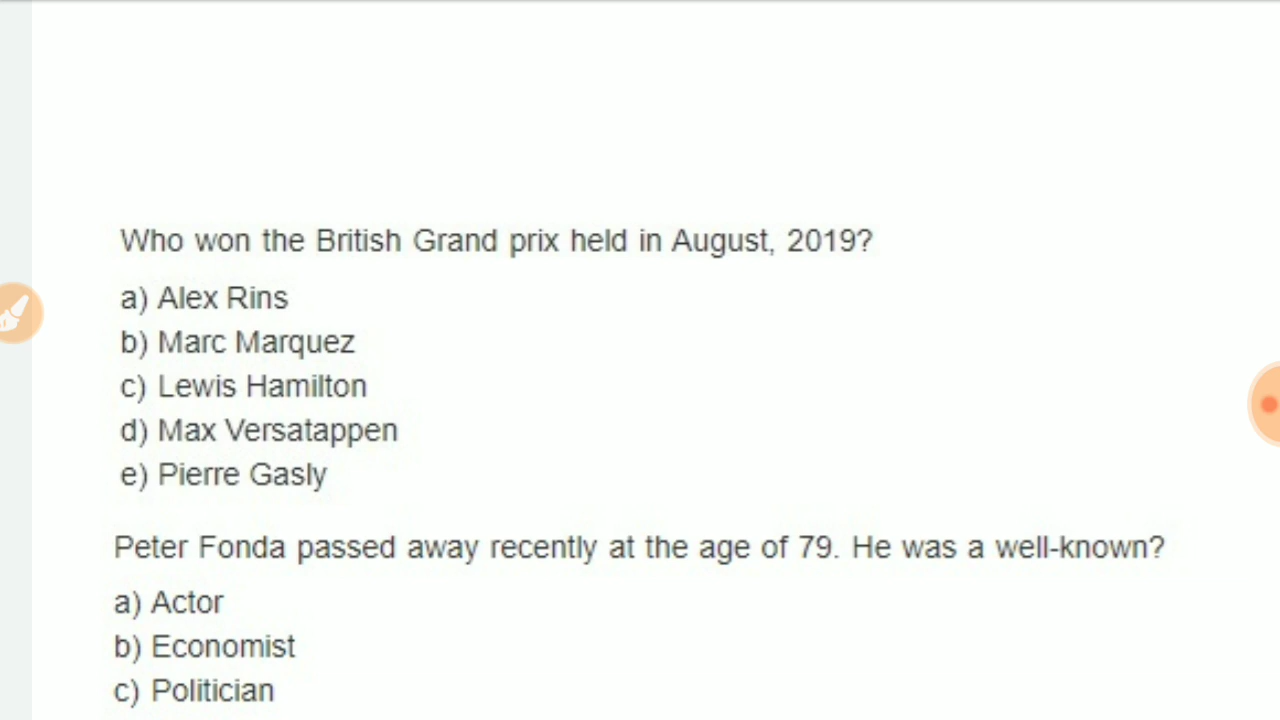 Who won the British Grand prix held in August, 2019?
a) Alex Rins
b) Marc Marquez
c) Lewis Hamilton
d) Max Versatappen
e) Pierre Gasly
Peter Fonda passed away recently at the age of 79. He was a well-known?
a) Actor
b) Economist
c) Politician